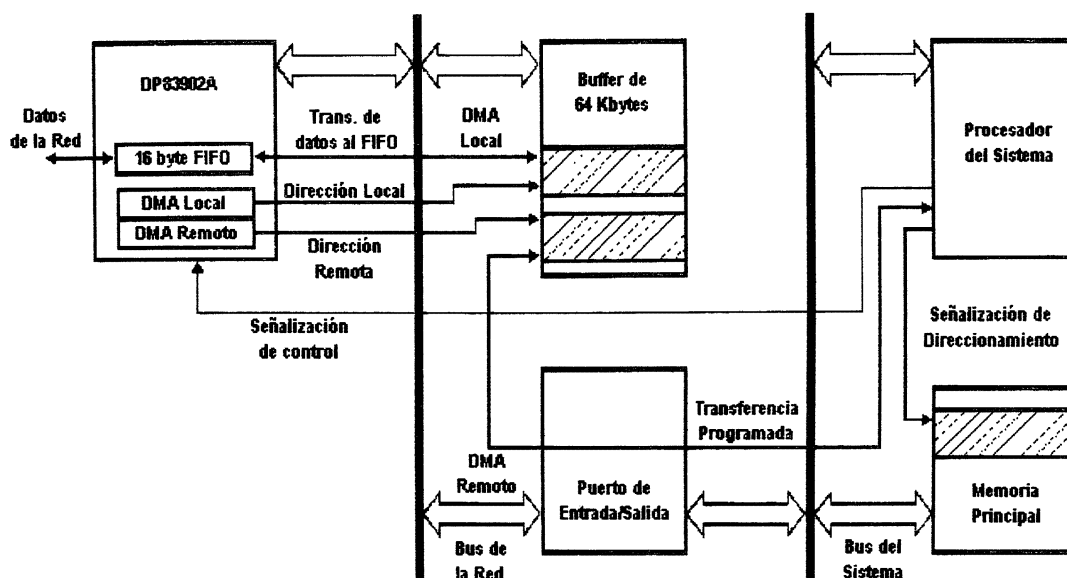 DP83902A
Datos
de la Red
16 byte FIFO
DMA Local
DMA Remoto
Trans. de
datos al FIFO
Dirección Local
Dirección
Remota
DMA
Local
Buffer de
64 Kbytes
Procesador
del Sistema
Señalización
de control
Señalización de
Direccionamiento
Transferencia
Programada
DMA
Remoto
Puerto de
Entrada/Salida
Memoria
Principal
Bus de
la Red
Bus del
Sistema